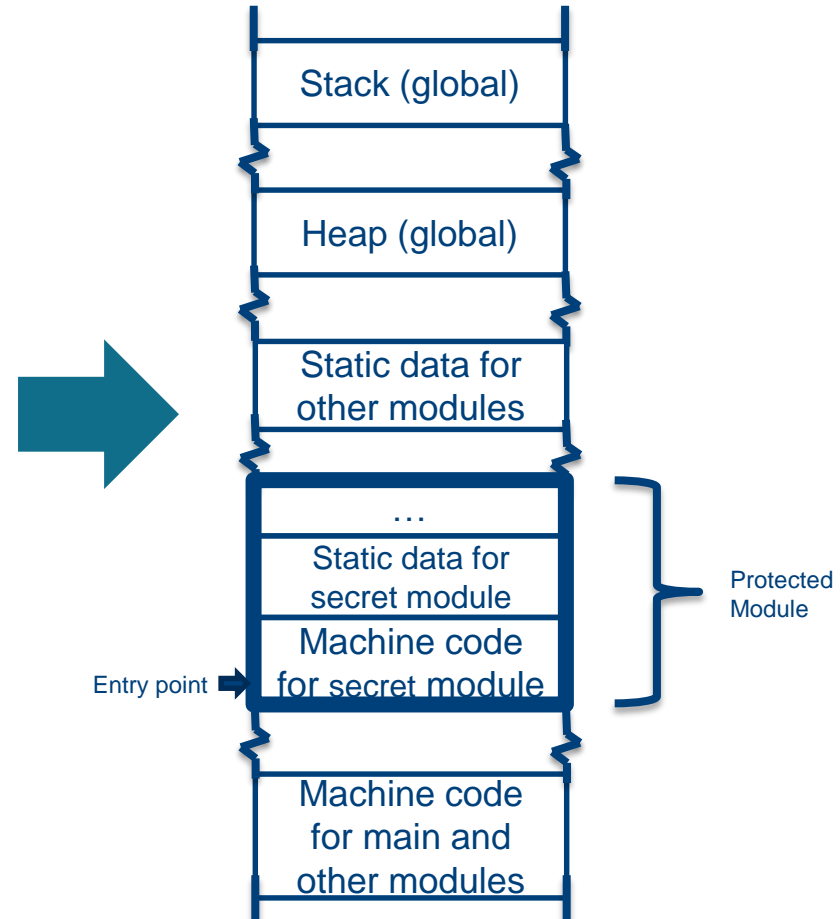 Stack (global)
Heap (global)
Static data for
other modules
…
Static data for
secret module
Protected
Module
Machine code
for secret module
Entry point
Machine code
for main and
other modules